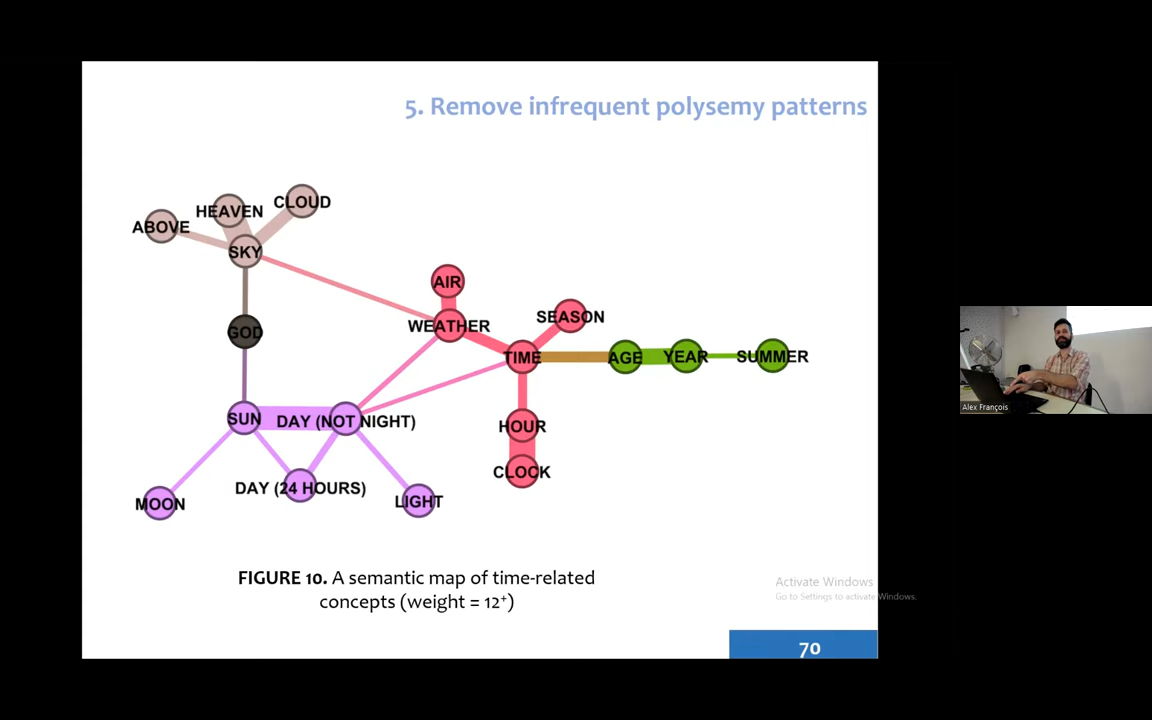 5. Remove infrequent polysemy patterns
CLOUD
HEAVEN
ABOVE
SKY
AIR
SEASON
WEATHER
GOD
TIME
AGE
YEAR
SUMMER
SUN
DAY (NOT NIGHT)
HOUR
CLOCK
DAY (24 HOURS)
MOON
LIGHT
FIGURE 10. A semantic map of time-related
concepts (weight = 12⁺)
Activate Windows
Go to Settings to activate Windows.
70
Alex François